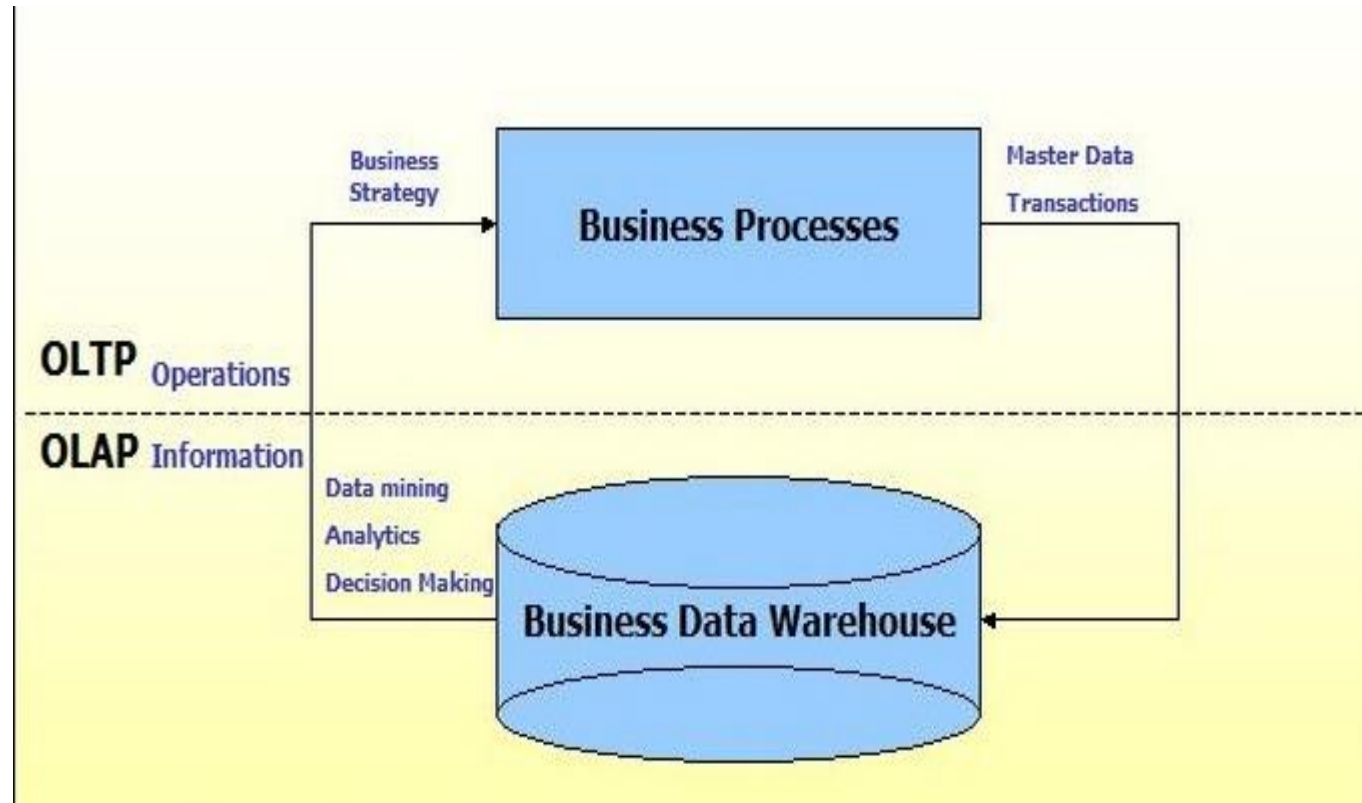 Business
Strategy
Business Processes
Master Data
Transactions
OLTP Operations
OLAP Information
Data mining
Analytics
Decision Making
Business Data Warehouse